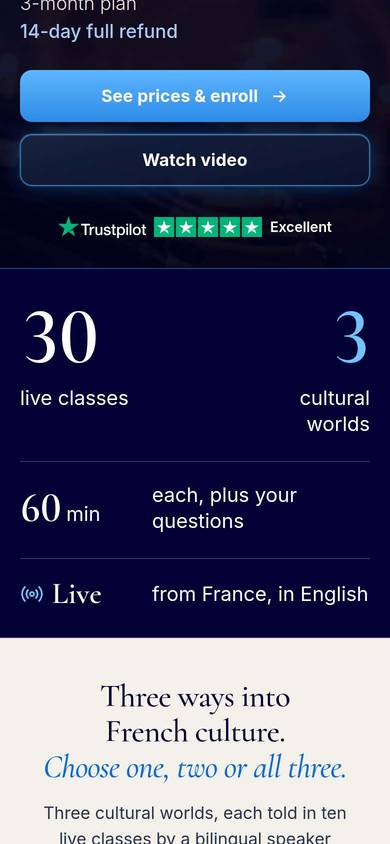 3-month plan
14-day full refund
See prices & enroll →
Watch video
Trustpilot Excellent
30
live classes
3
cultural
worlds
60 min
each, plus your
questions
Live
from France, in English
Three ways into
French culture.
Choose one, two or all three.
Three cultural worlds, each told in ten
live classes by a bilingual speaker